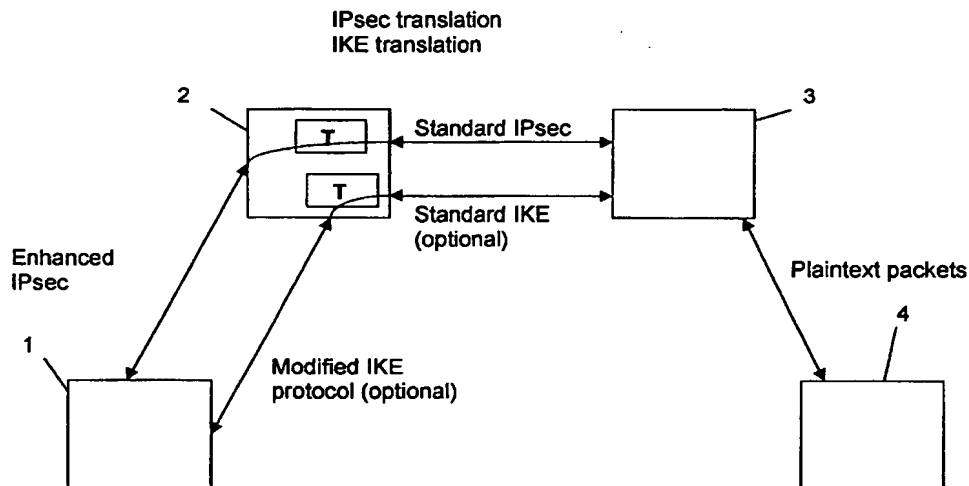 IPsec translation
IKE translation
2
3
T
Standard IPsec
T
Standard IKE
(optional)
Enhanced
IPsec
Plaintext packets
1
4
Modified IKE
protocol (optional)